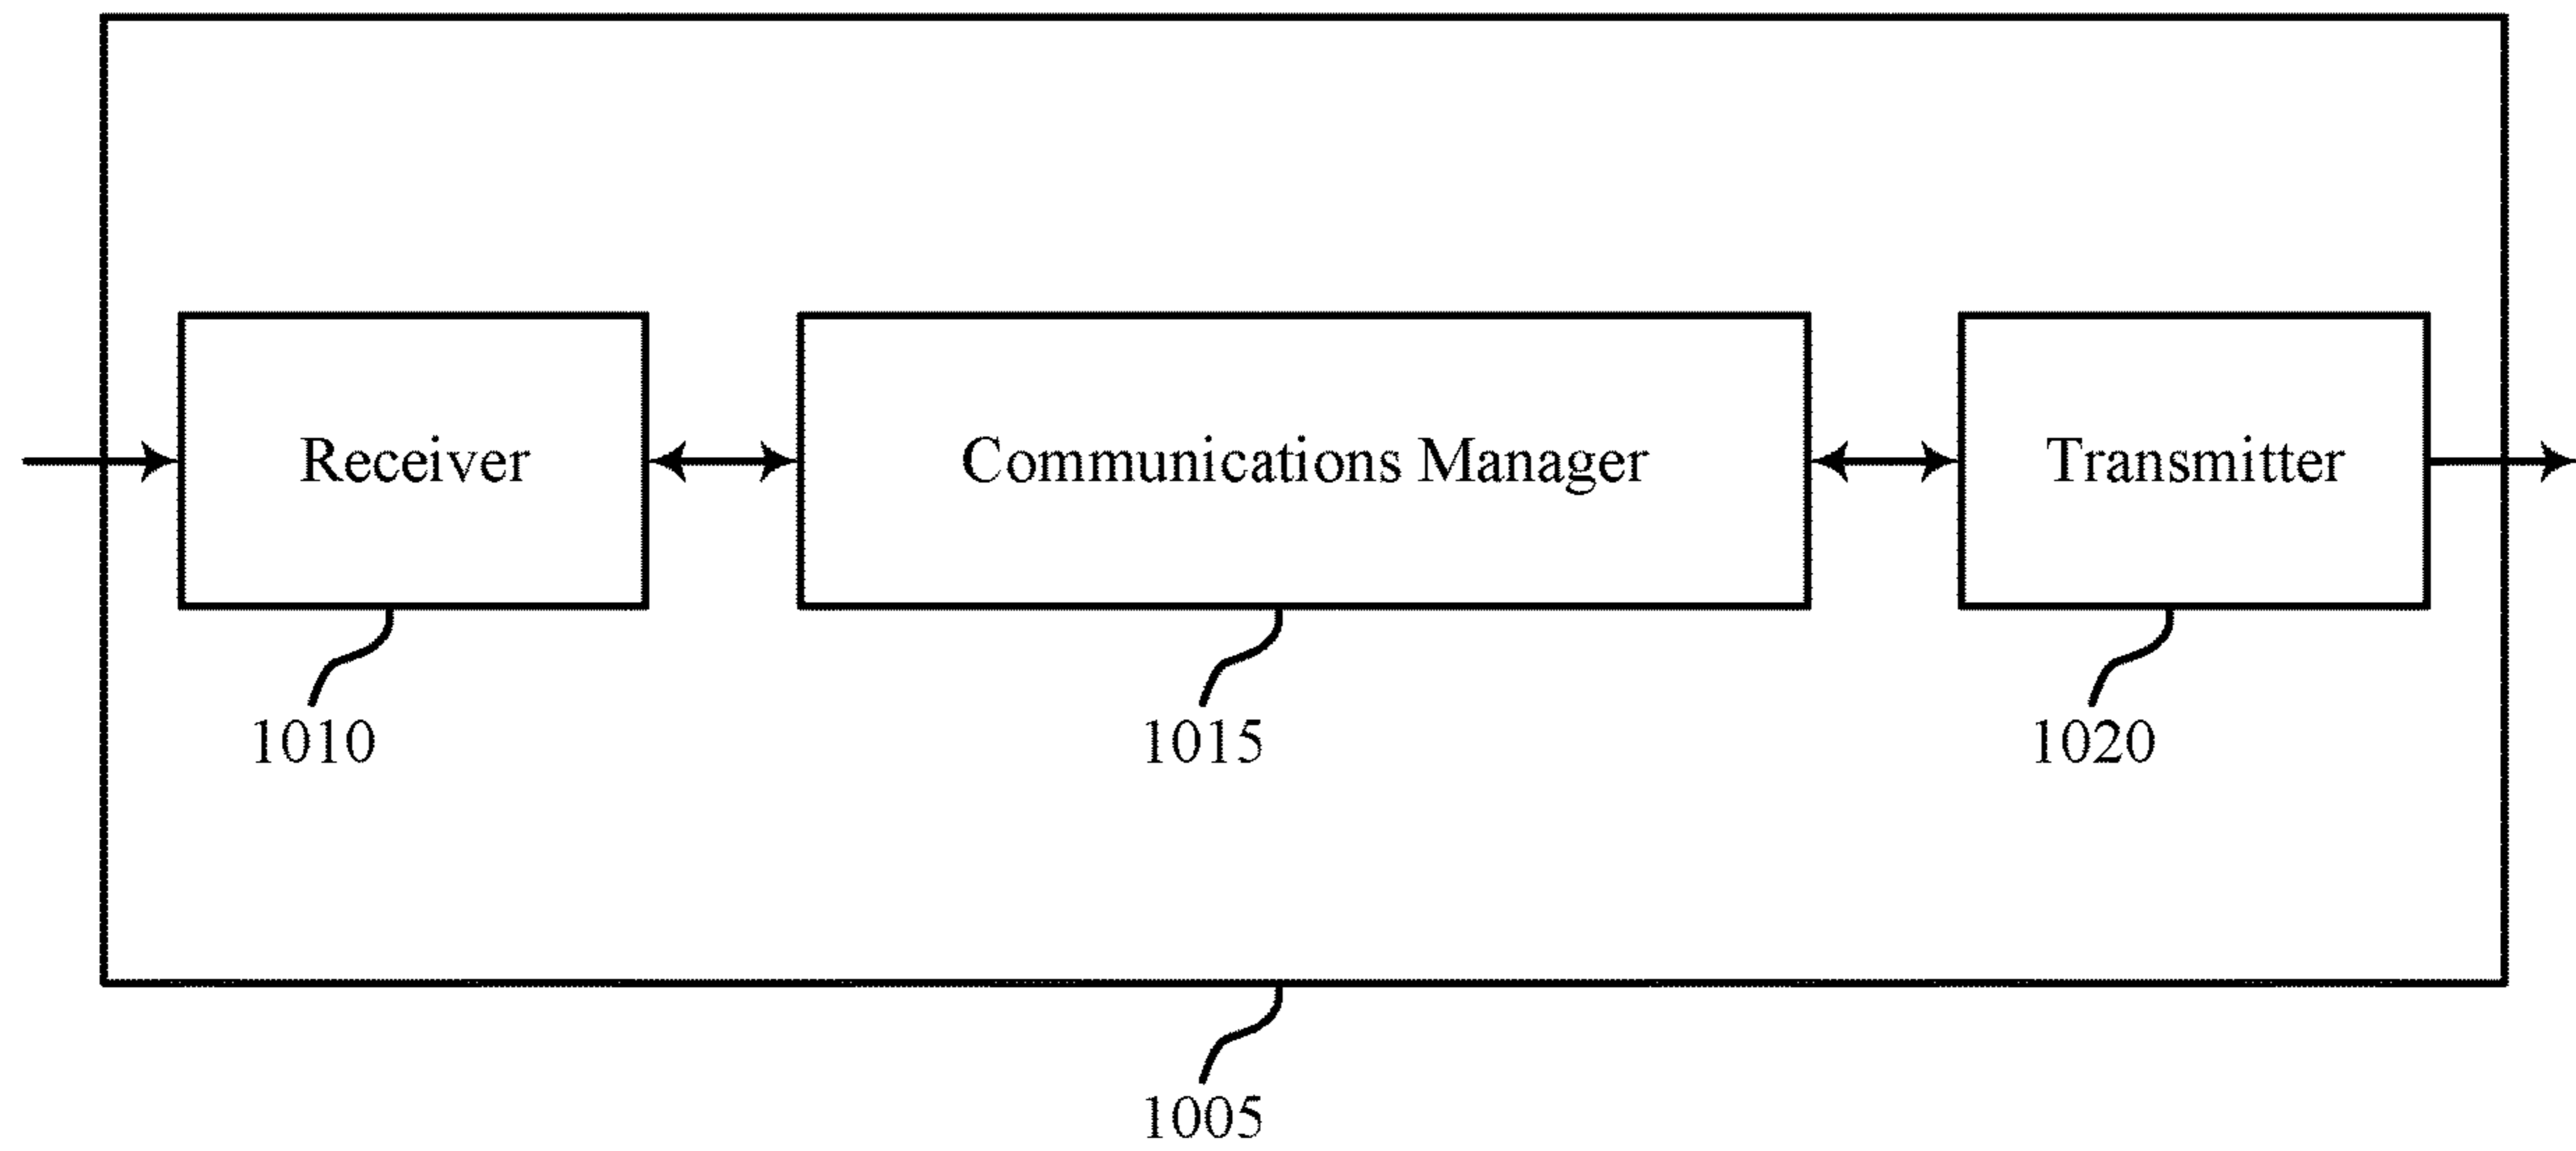 Receiver
Communications Manager
Transmitter
1010
1015
1020
1005